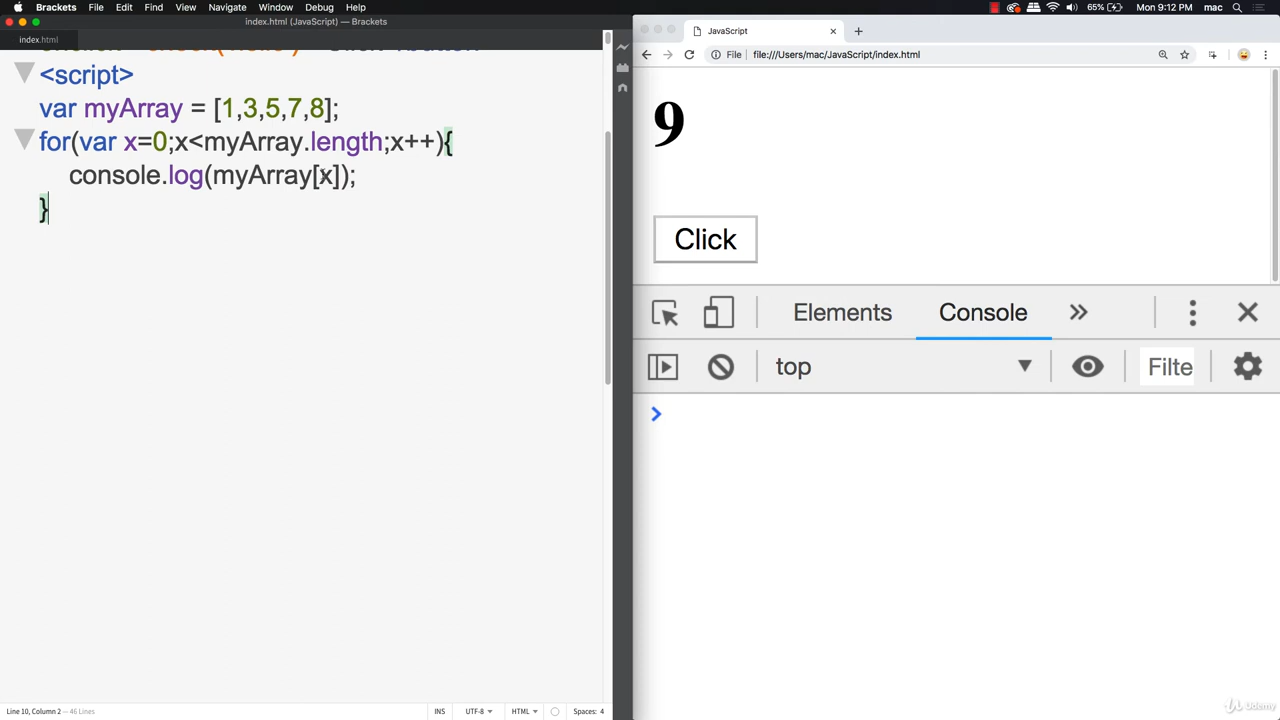 Brackets File Edit Find View Navigate Window Debug Help
65% Mon 9:12 PM mac
index.html (JavaScript) — Brackets
index.html
<script>
var myArray = [1,3,5,7,8];
for(var x=0;x<myArray.length;x++){
console.log(myArray[x]);
}
Line 10, Column 2 — 46 Lines
INS UTF-8 HTML Spaces: 4
JavaScript
File file:///Users/mac/JavaScript/index.html
9
Click
Elements Console
top Filte
Udemy